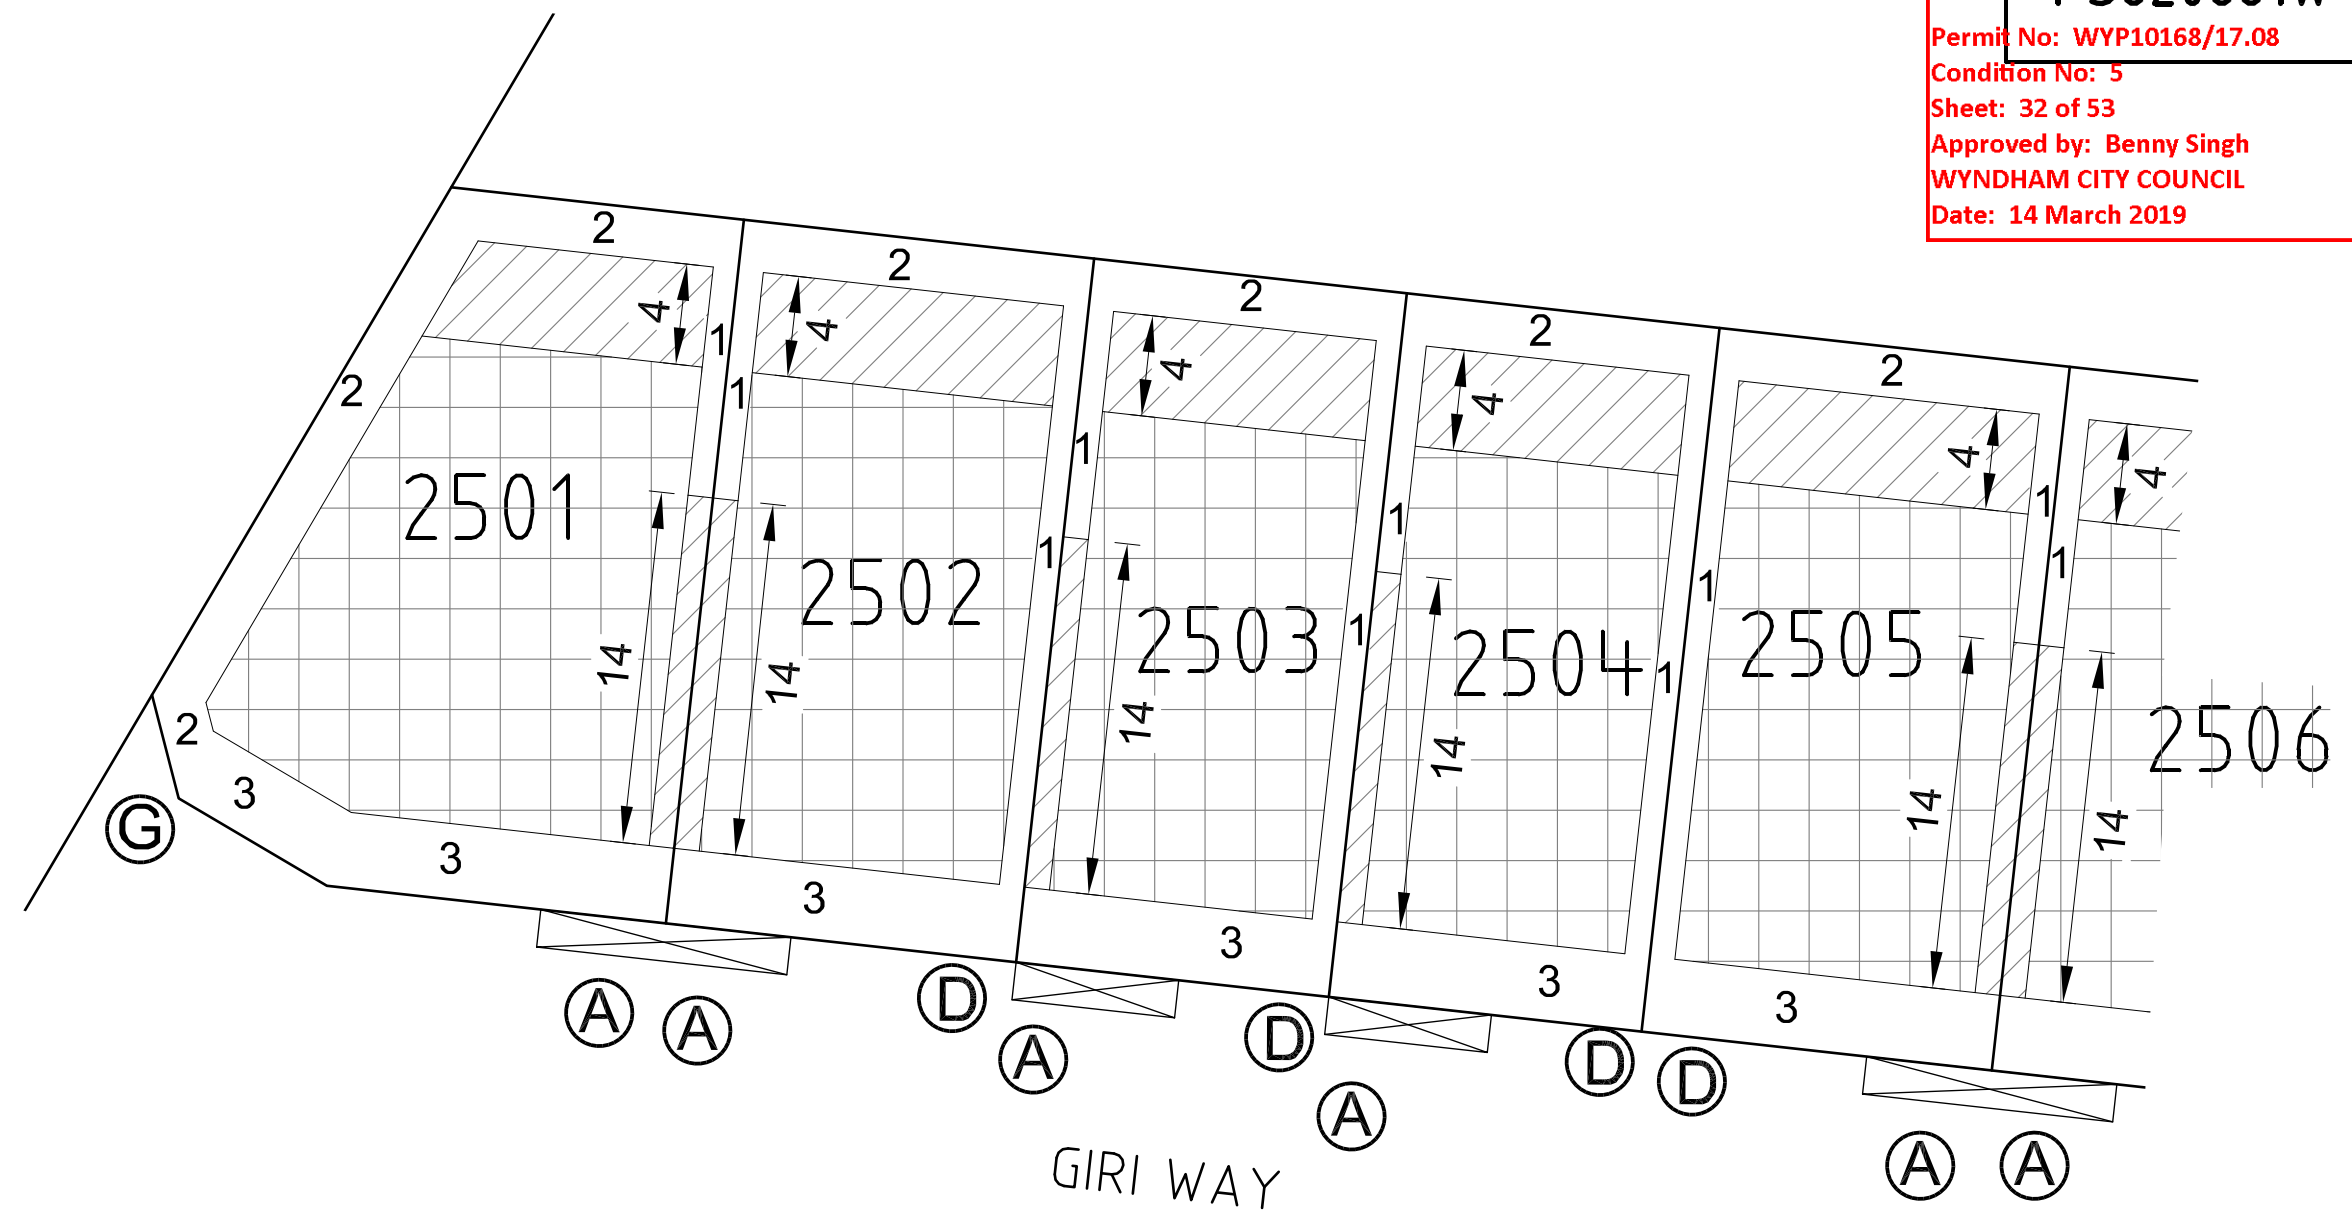 Permit No: WYP10168/17.08
Condition No: 5
Sheet: 32 of 53
Approved by: Benny Singh
WYNDHAM CITY COUNCIL
Date: 14 March 2019
2 2 2 2 2
4 4 4 4 4 4
2 1 1 1 1 1 1 1 1 1 1
2501 2502 2503 2504 2505 2506
14 14 14 14 14 14
2 3 3 3 3 3 3
G
A A D A D A D D A A
GIRI WAY